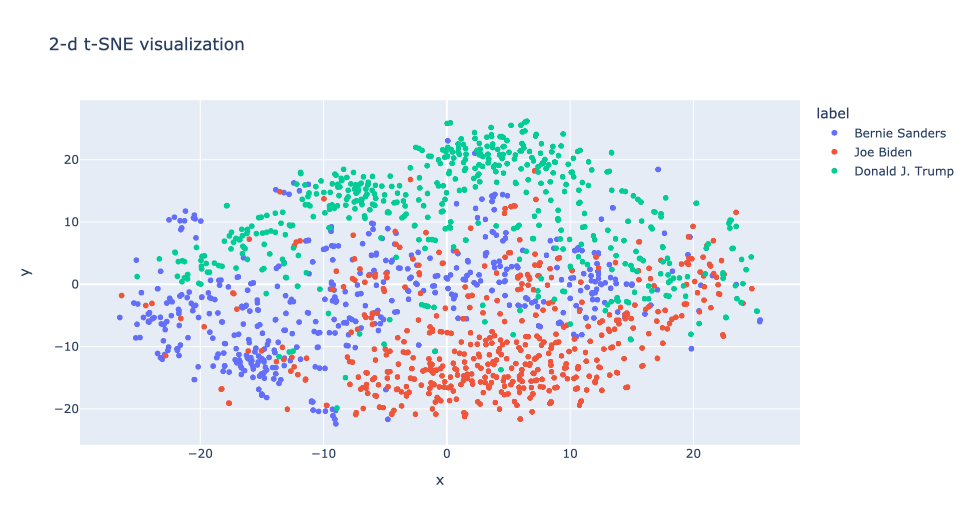 2-d t-SNE visualization
label
Bernie Sanders
Joe Biden
Donald J. Trump
20
10
0
−10
−20
y
−20
−10
0
10
20
x